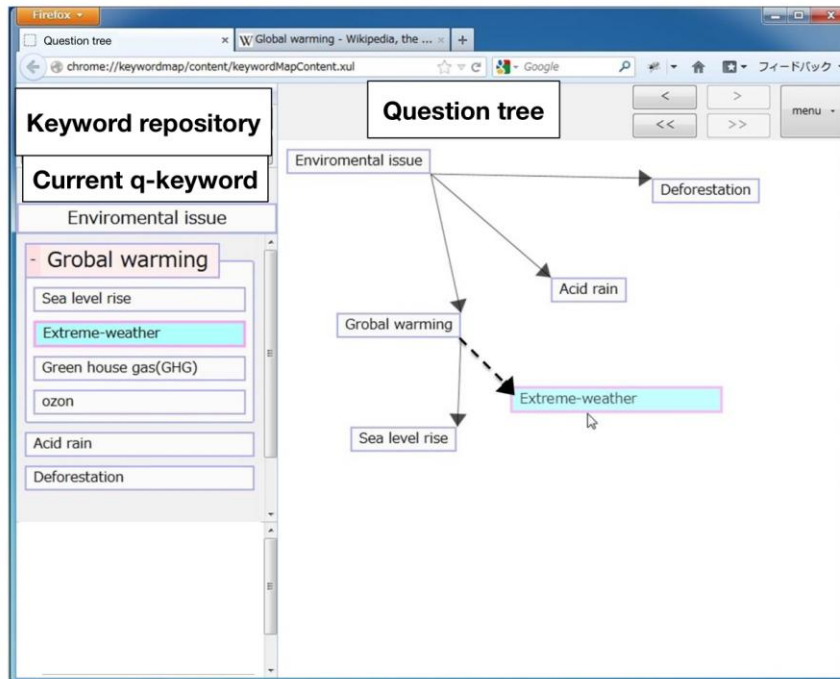 Firefox
Question tree
Global warming - Wikipedia, the ...
chrome://keywordmap/content/keywordMapContent.xul
Google
フィードバック
Keyword repository
Question tree
<
>
menu
<<
>>
Current q-keyword
Enviromental issue
- Grobal warming
Sea level rise
Extreme-weather
Green house gas(GHG)
ozon
Acid rain
Deforestation
Enviromental issue
Deforestation
Acid rain
Grobal warming
Extreme-weather
Sea level rise